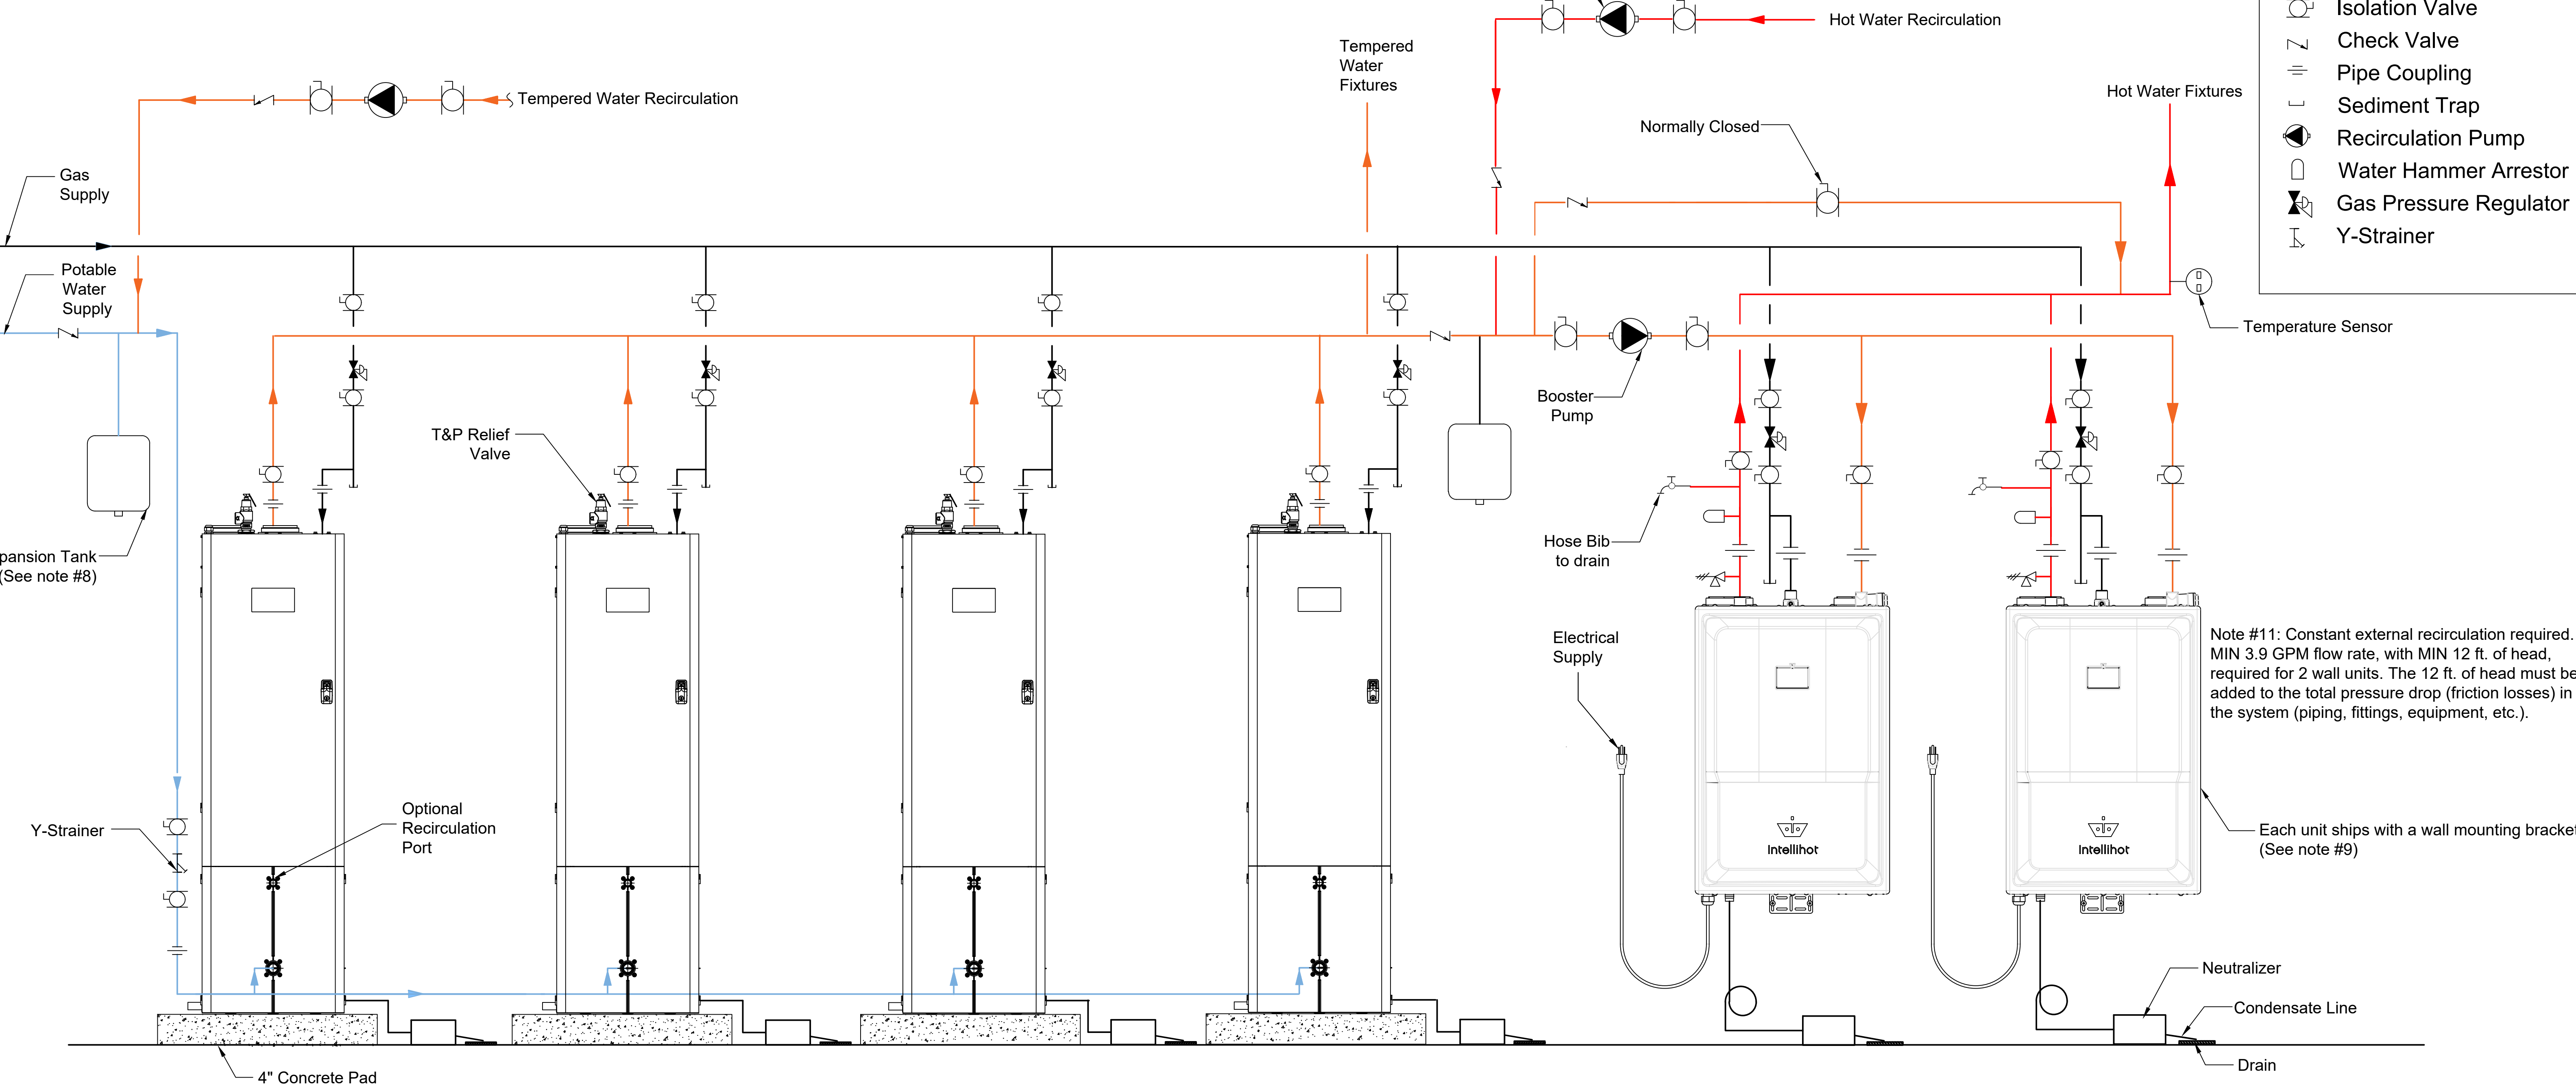 Hot Water Recirculation
Isolation Valve
Check Valve
Pipe Coupling
Sediment Trap
Recirculation Pump
Water Hammer Arrestor
Gas Pressure Regulator
Y-Strainer
Tempered
Water
Fixtures
Tempered Water Recirculation
Hot Water Fixtures
Normally Closed
Gas
Supply
Potable
Water
Supply
Temperature Sensor
Booster
Pump
T&P Relief
Valve
pansion Tank
(See note #8)
Hose Bib
to drain
Electrical
Supply
Note #11: Constant external recirculation required.
MIN 3.9 GPM flow rate, with MIN 12 ft. of head,
required for 2 wall units. The 12 ft. of head must be
added to the total pressure drop (friction losses) in
the system (piping, fittings, equipment, etc.).
Optional
Recirculation
Port
Y-Strainer
Intellihot
Intellihot
Each unit ships with a wall mounting bracket
(See note #9)
Neutralizer
Condensate Line
Drain
4" Concrete Pad